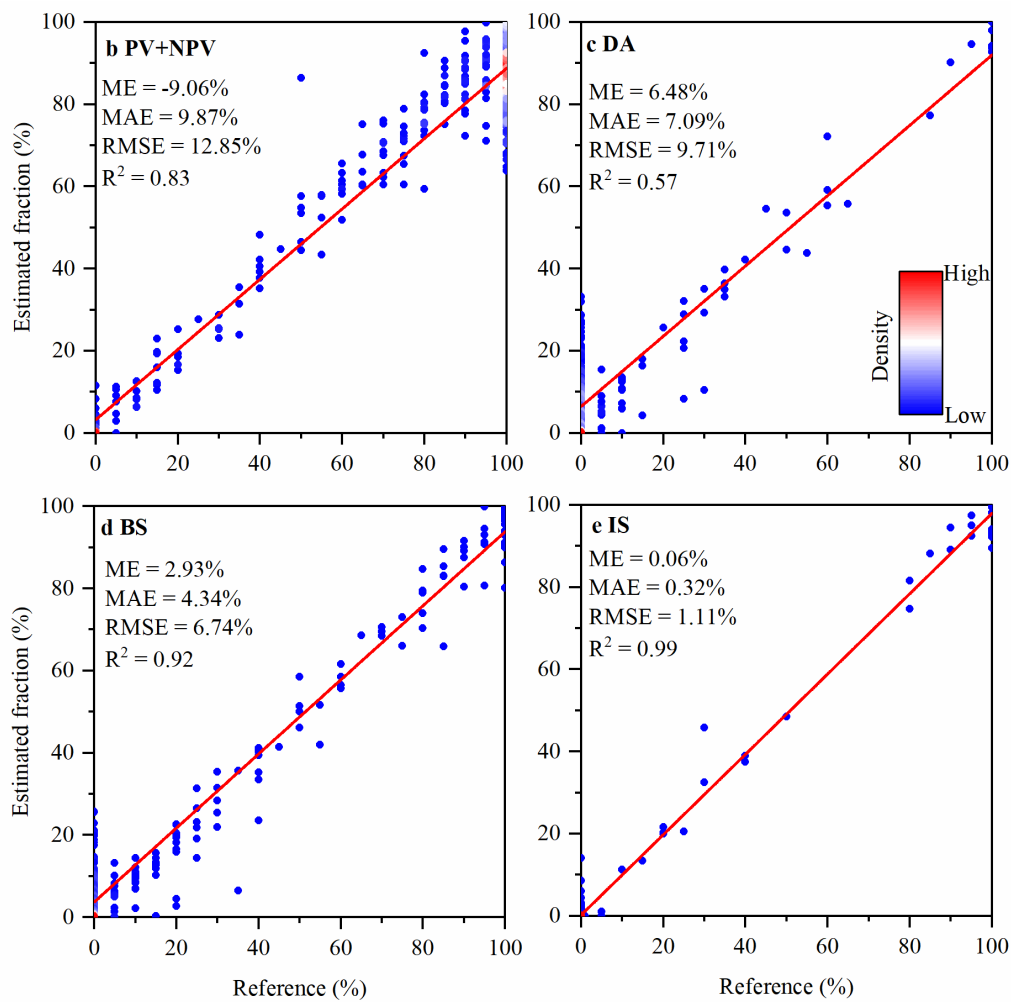 100
80
60
40
20
0
Estimated fraction (%)
b PV+NPV
ME = -9.06%
MAE = 9.87%
RMSE = 12.85%
R² = 0.83
0 20 40 60 80 100
100
80
60
40
20
0
c DA
ME = 6.48%
MAE = 7.09%
RMSE = 9.71%
R² = 0.57
High
Density
Low
0 20 40 60 80 100
100
80
60
40
20
0
Estimated fraction (%)
d BS
ME = 2.93%
MAE = 4.34%
RMSE = 6.74%
R² = 0.92
0 20 40 60 80 100
Reference (%)
100
80
60
40
20
0
e IS
ME = 0.06%
MAE = 0.32%
RMSE = 1.11%
R² = 0.99
0 20 40 60 80 100
Reference (%)